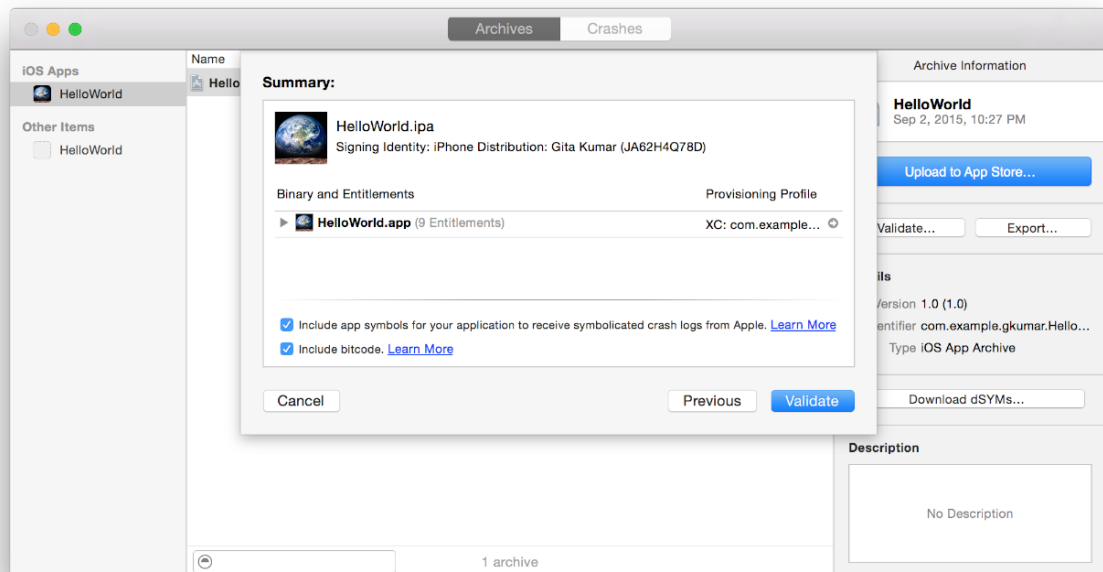 Archives
Crashes
iOS Apps
HelloWorld
Other Items
HelloWorld
Name
Hello
Summary:
HelloWorld.ipa
Signing Identity: iPhone Distribution: Gita Kumar (JA62H4Q78D)
Binary and Entitlements
Provisioning Profile
HelloWorld.app (9 Entitlements)
XC: com.example...
Include app symbols for your application to receive symbolicated crash logs from Apple. Learn More
Include bitcode. Learn More
Cancel
Previous
Validate
1 archive
Archive Information
HelloWorld
Sep 2, 2015, 10:27 PM
Upload to App Store...
Validate...
Export...
ils
Version 1.0 (1.0)
entifier com.example.gkumar.Hello...
Type iOS App Archive
Download dSYMs...
Description
No Description